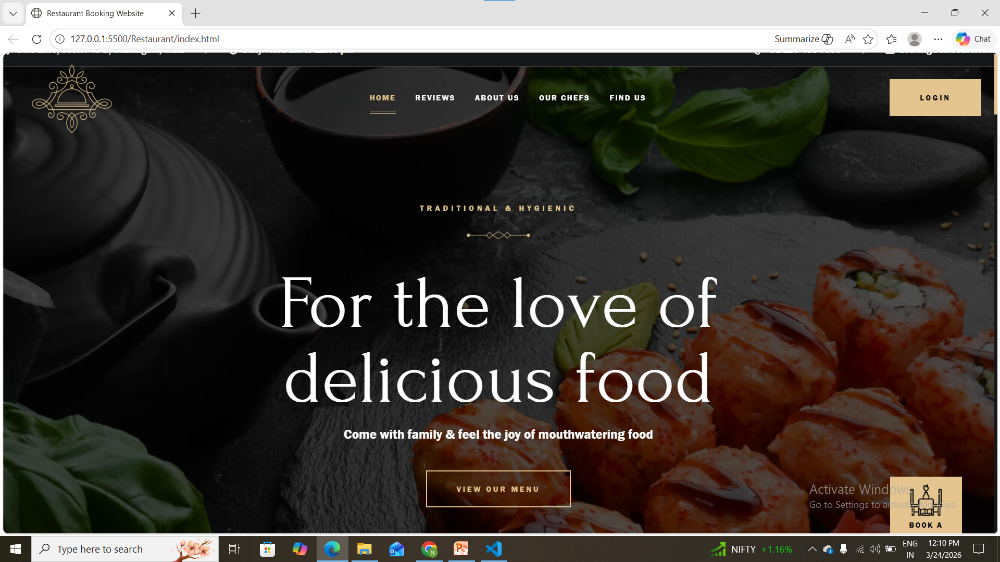 Restaurant Booking Website
127.0.0.1:5500/Restaurant/index.html
Summarize
Chat
HOME
REVIEWS
ABOUT US
OUR CHEFS
FIND US
LOGIN
TRADITIONAL & HYGIENIC
For the love of
delicious food
Come with family & feel the joy of mouthwatering food
VIEW OUR MENU
Activate Windows
Go to Settings to activate Windows.
BOOK A
Type here to search
NIFTY +1.16%
ENG
IN
12:10 PM
3/24/2026